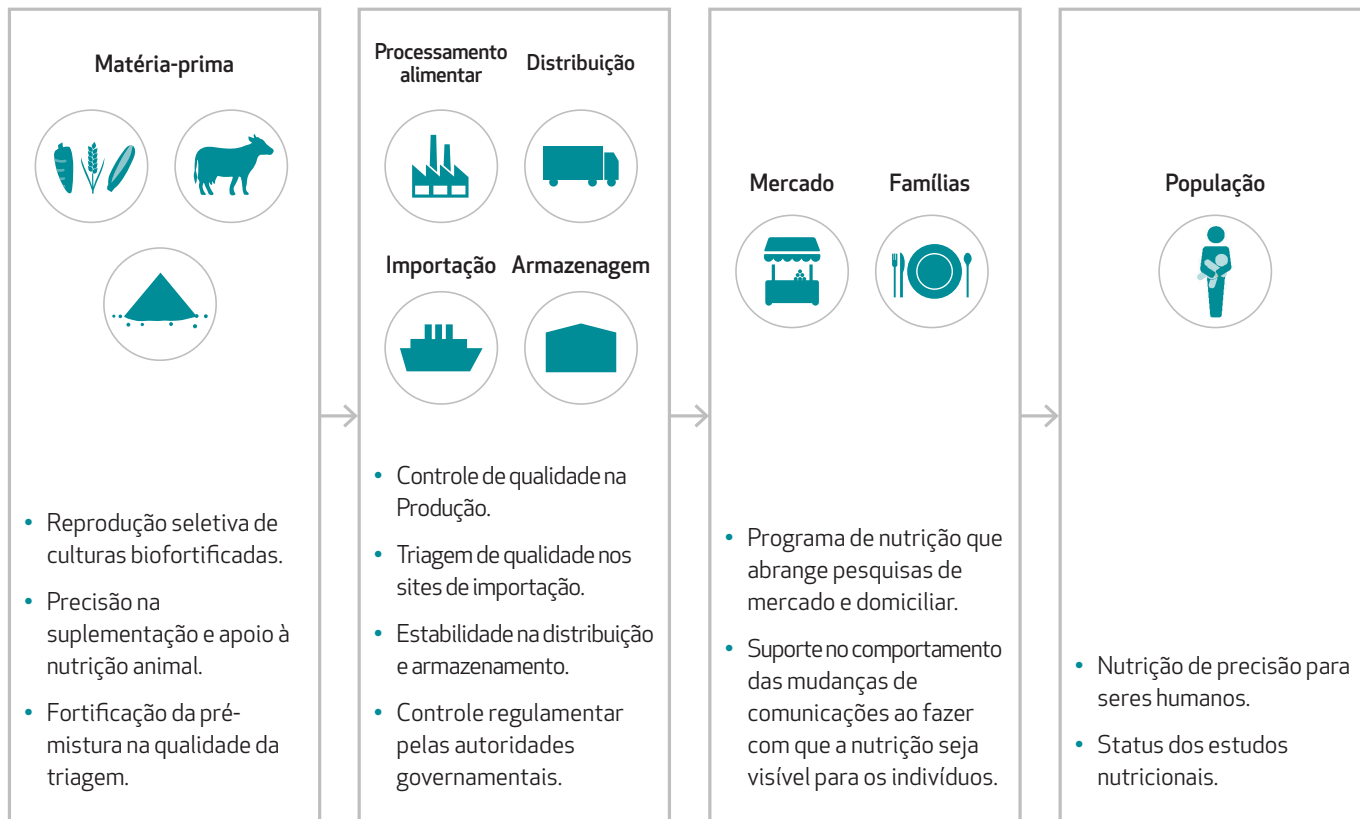 Matéria-prima
• Reprodução seletiva de
culturas biofortificadas.
• Precisão na
suplementação e apoio à
nutrição animal.
• Fortificação da pré-
mistura na qualidade da
triagem.
Processamento
alimentar
Distribuição
Importação
Armazenagem
• Controle de qualidade na
Produção.
• Triagem de qualidade nos
sites de importação.
• Estabilidade na distribuição
e armazenamento.
• Controle regulamentar
pelas autoridades
governamentais.
Mercado
Famílias
• Programa de nutrição que
abrange pesquisas de
mercado e domiciliar.
• Suporte no comportamento
das mudanças de
comunicações ao fazer
com que a nutrição seja
visível para os indivíduos.
População
• Nutrição de precisão para
seres humanos.
• Status dos estudos
nutricionais.